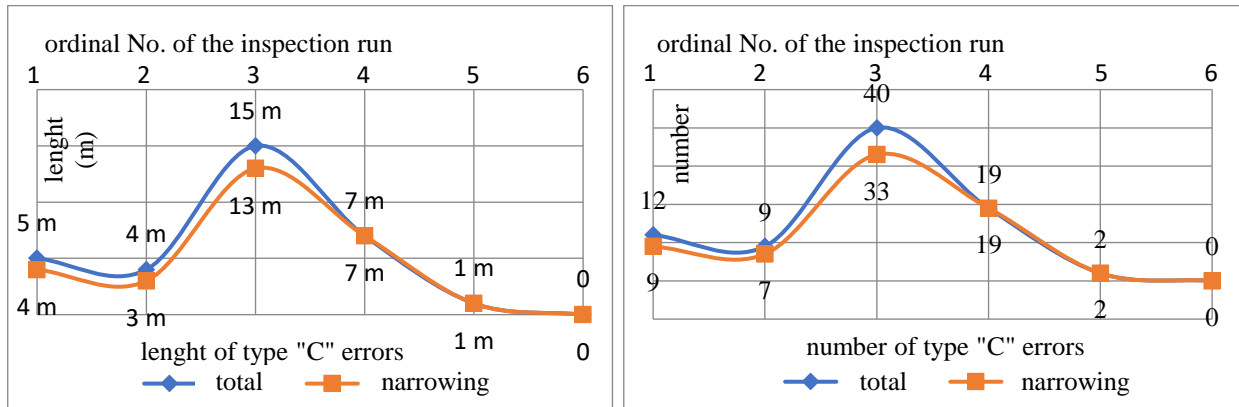 ordinal No. of the inspection run
1 2 3 4 5 6
lenght (m)
15 m
5 m 4 m 13 m 7 m
4 m 3 m 7 m 1 m 0
1 m 0
lenght of type "C" errors
total narrowing
ordinal No. of the inspection run
1 2 3 4 5 6
number
40
12 9 33 19
9 7 19 2 0
2 0
number of type "C" errors
total narrowing